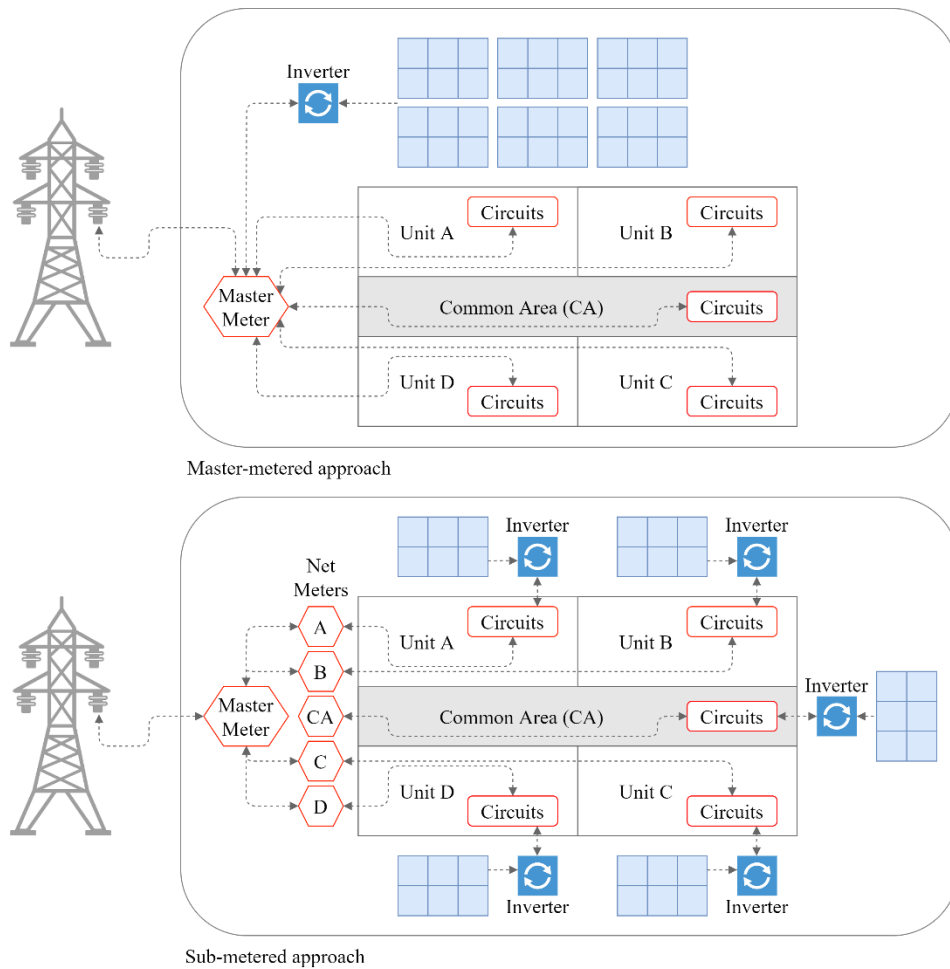 Inverter
Circuits
Circuits
Unit A
Unit B
Master
Meter
Common Area (CA)
Circuits
Unit D
Unit C
Circuits
Circuits
Master-metered approach
Inverter
Inverter
Net
Meters
A
Circuits
Circuits
Unit A
Unit B
B
Inverter
Master
Meter
CA
Common Area (CA)
Circuits
C
Unit D
Unit C
D
Circuits
Circuits
Inverter
Inverter
Sub-metered approach